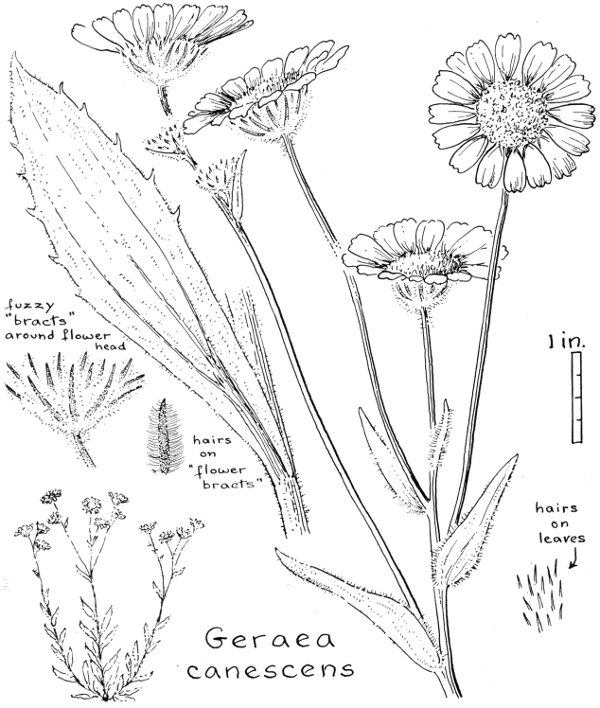 fuzzy
"bracts"
around flower
head
hairs
on
"flower
bracts"
1 in.
hairs
on
leaves
Geraea
canescens